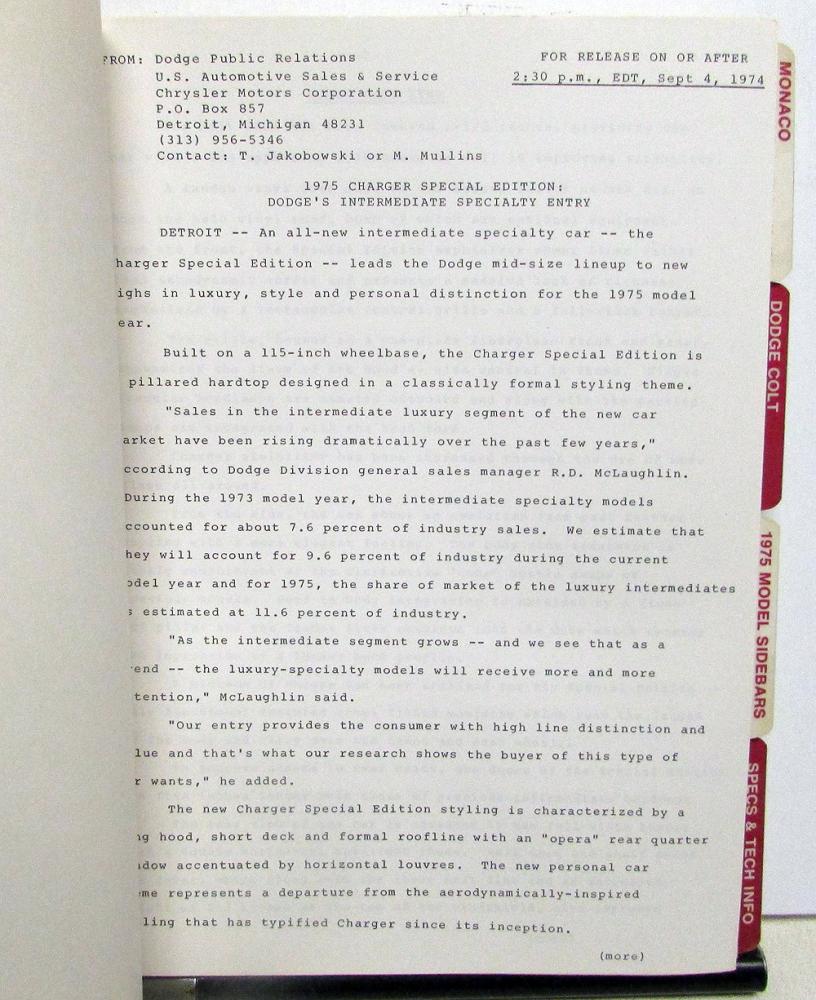 FROM: Dodge Public Relations
U.S. Automotive Sales & Service
Chrysler Motors Corporation
P.O. Box 857
Detroit, Michigan 48231
(313) 956-5346
Contact: T. Jakobowski or M. Mullins
FOR RELEASE ON OR AFTER
2:30 p.m., EDT, Sept 4, 1974
1975 CHARGER SPECIAL EDITION:
DODGE'S INTERMEDIATE SPECIALTY ENTRY
DETROIT -- An all-new intermediate specialty car -- the
harger Special Edition -- leads the Dodge mid-size lineup to new
ighs in luxury, style and personal distinction for the 1975 model
ear.
Built on a 115-inch wheelbase, the Charger Special Edition is
pillared hardtop designed in a classically formal styling theme.
"Sales in the intermediate luxury segment of the new car
arket have been rising dramatically over the past few years,"
ccording to Dodge Division general sales manager R.D. McLaughlin.
During the 1973 model year, the intermediate specialty models
ccounted for about 7.6 percent of industry sales. We estimate that
hey will account for 9.6 percent of industry during the current
odel year and for 1975, the share of market of the luxury intermediates
s estimated at 11.6 percent of industry.
"As the intermediate segment grows -- and we see that as a
end -- the luxury-specialty models will receive more and more
tention," McLaughlin said.
"Our entry provides the consumer with high line distinction and
lue and that's what our research shows the buyer of this type of
r wants," he added.
The new Charger Special Edition styling is characterized by a
ng hood, short deck and formal roofline with an "opera" rear quarter
ndow accentuated by horizontal louvres. The new personal car
me represents a departure from the aerodynamically-inspired
ling that has typified Charger since its inception.
(more)
MONACO
DODGE COLT
1975 MODEL SIDEBARS
SPECS & TECH INFO